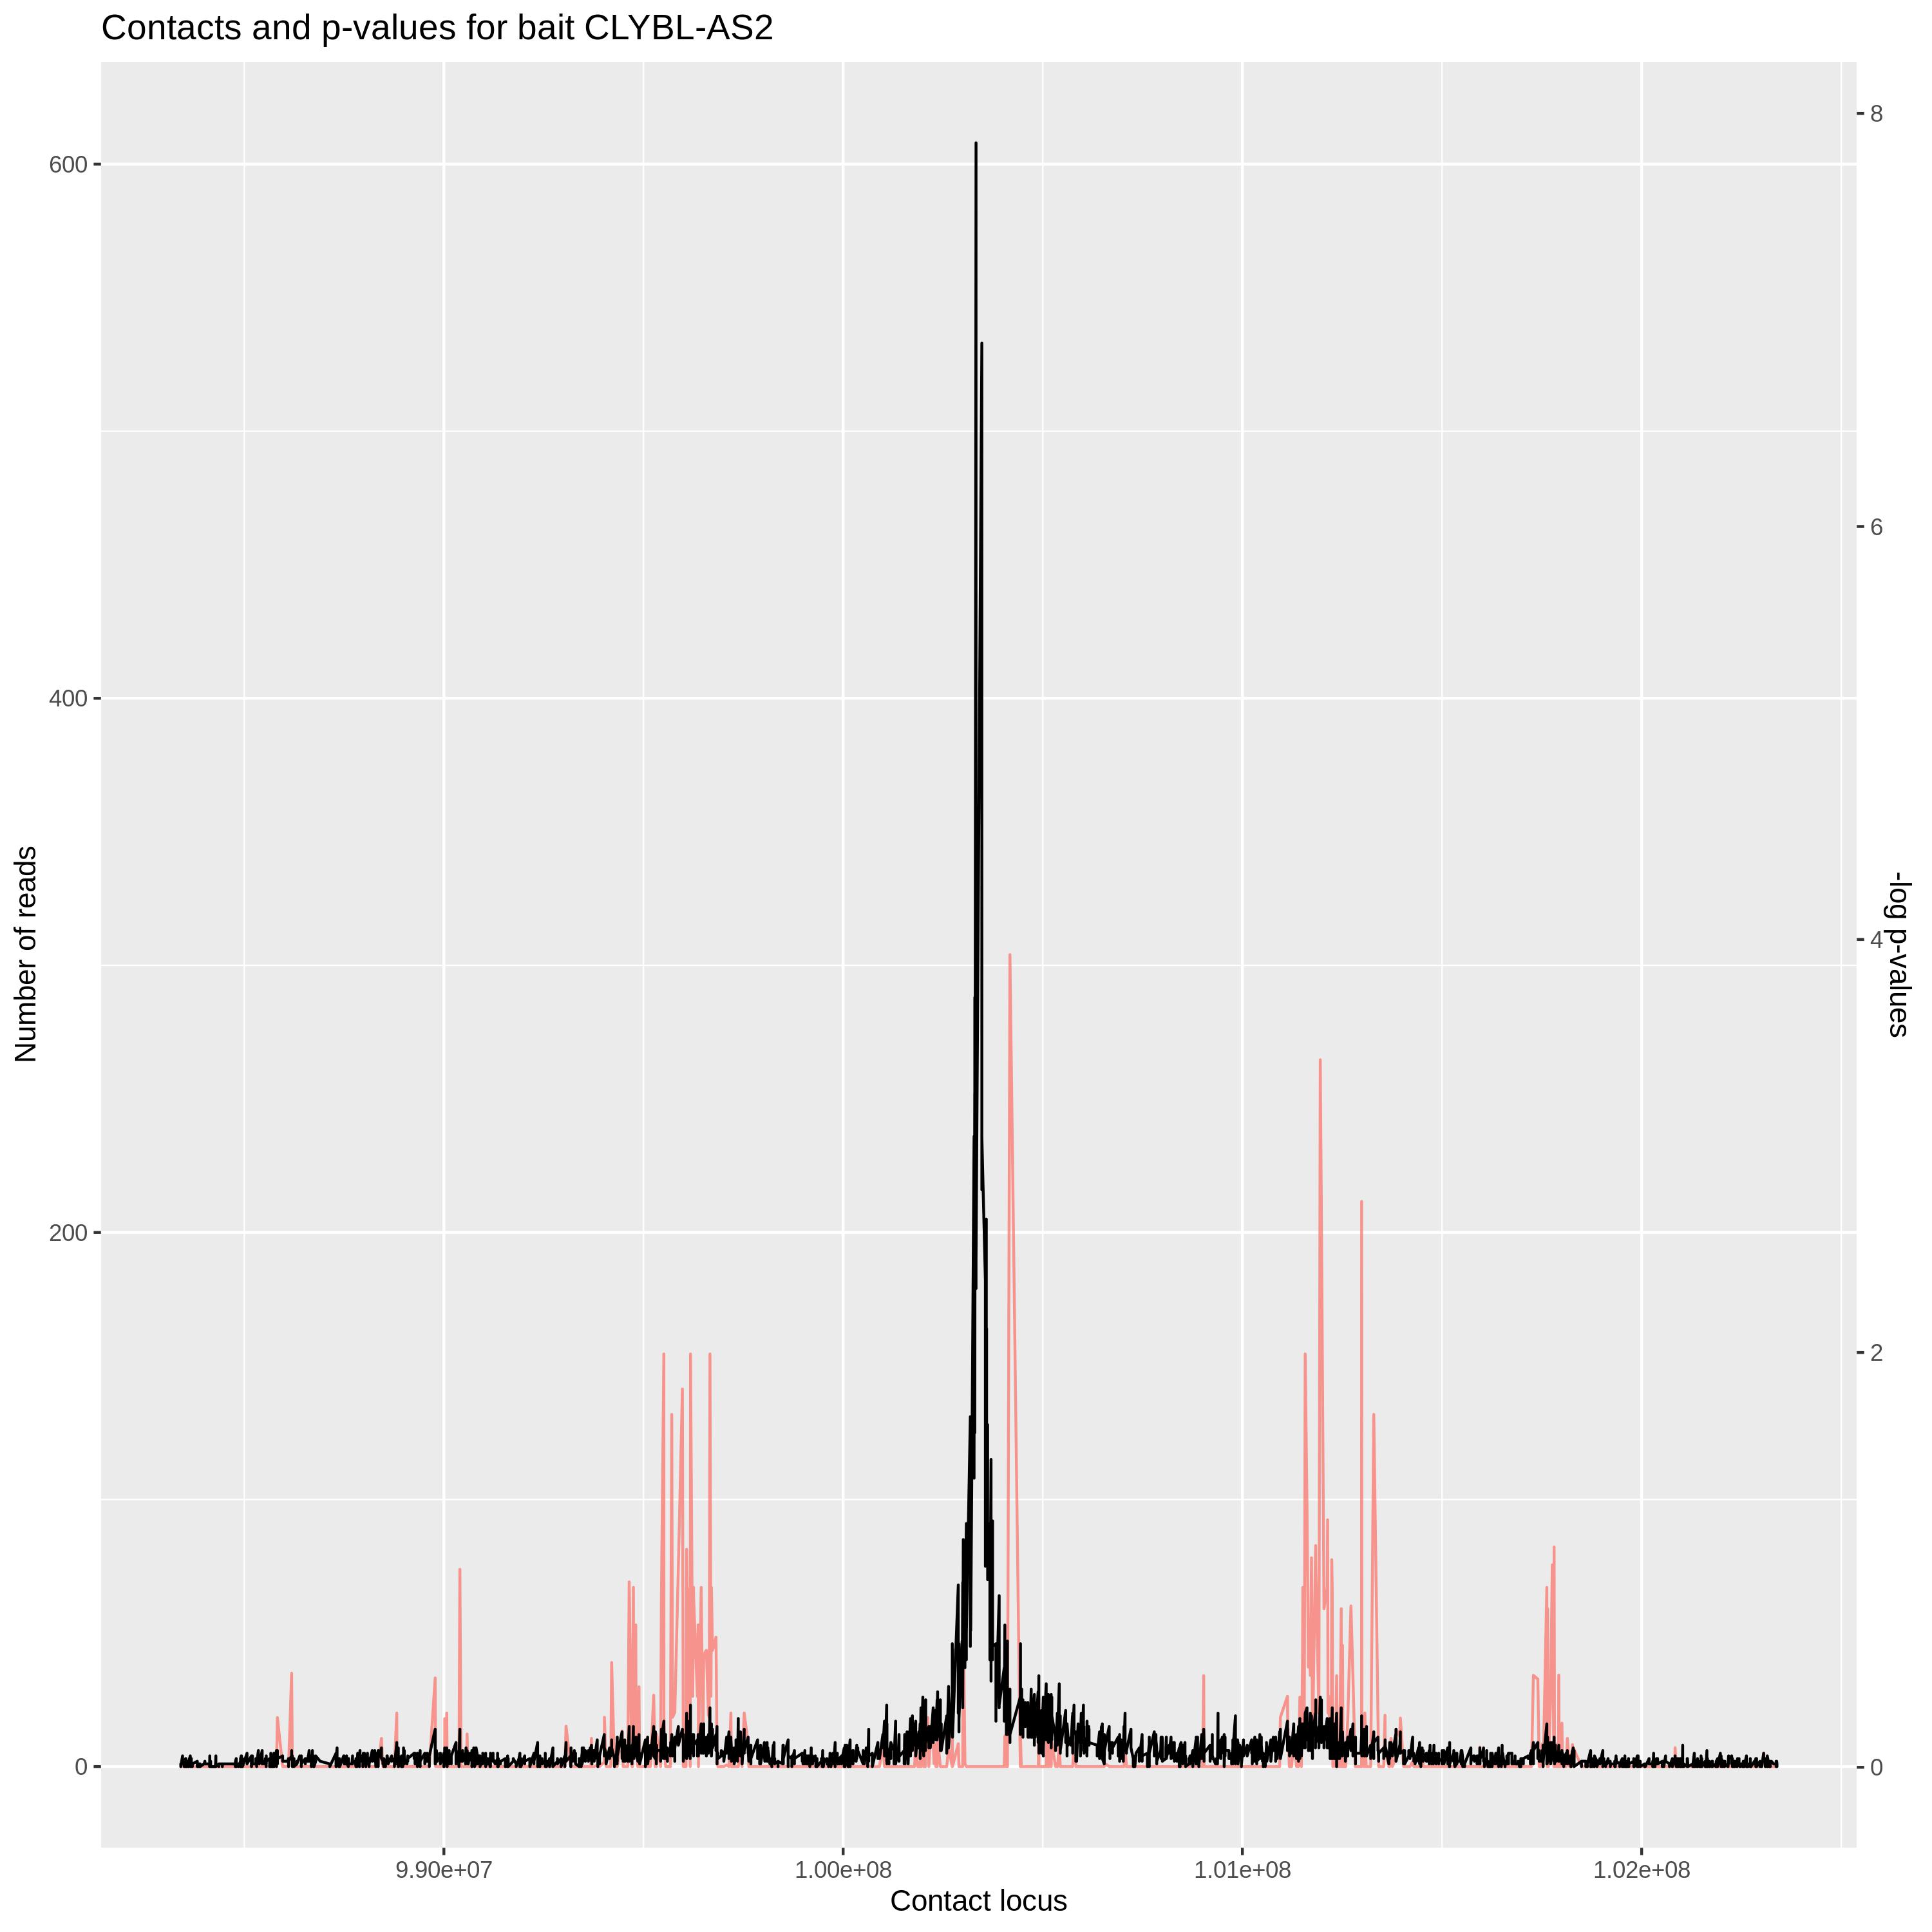 Contacts and p-values for bait CLYBL-AS2
Number of reads
600
400
200
0
8
6
4
2
0
-log p-values
9.90e+07
1.00e+08
1.01e+08
1.02e+08
Contact locus